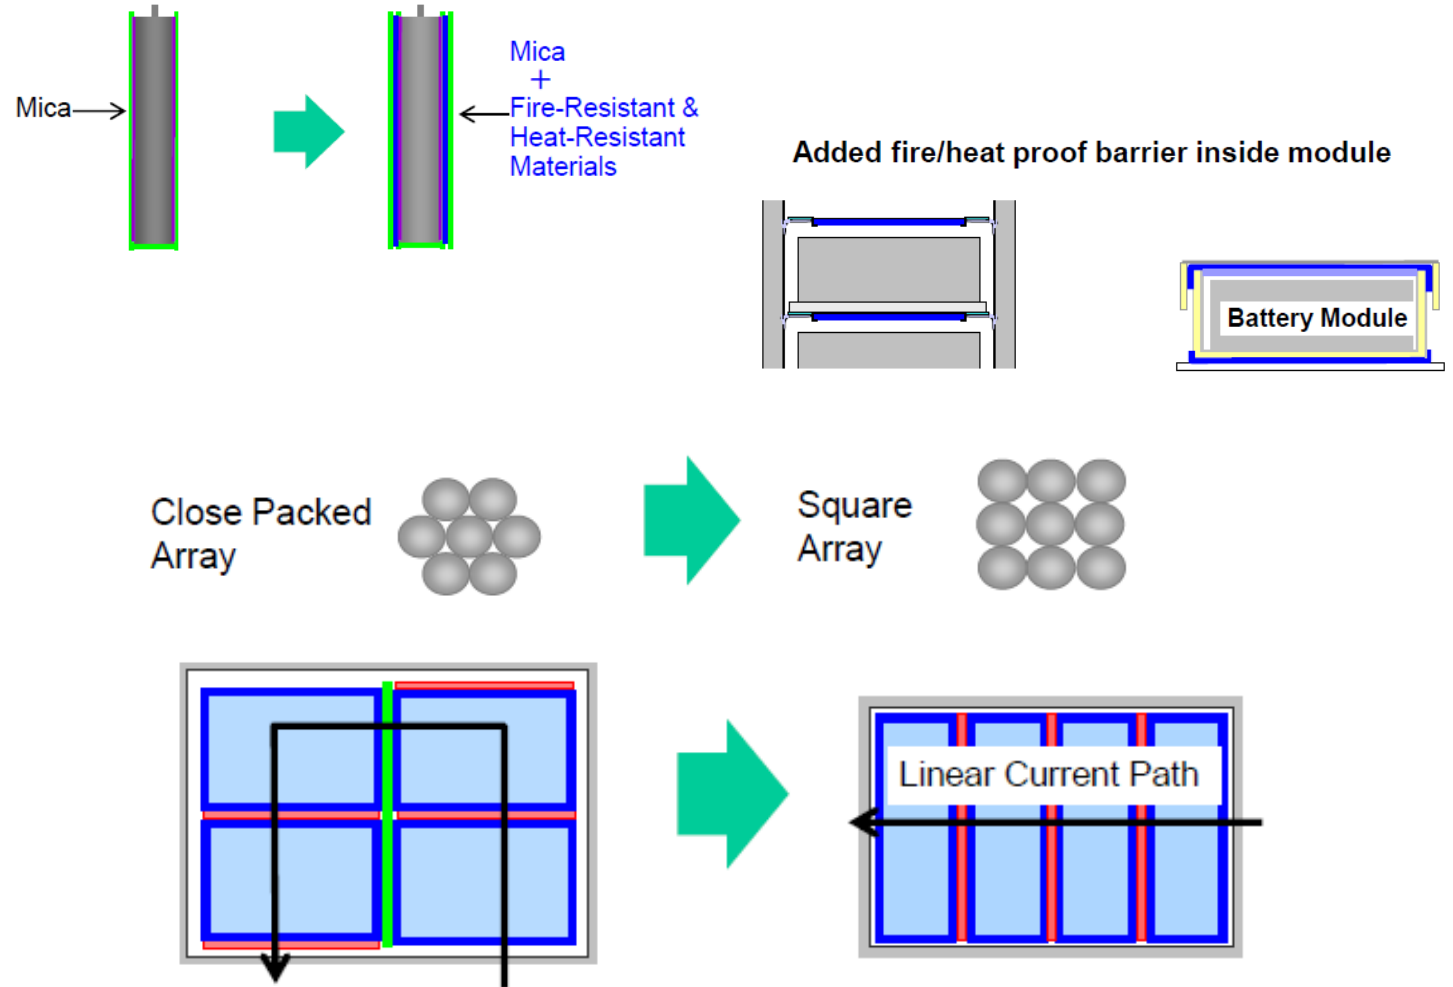 Mica
Mica
+
Fire-Resistant &
Heat-Resistant
Materials
Added fire/heat proof barrier inside module
Battery Module
Close Packed
Array
Square
Array
Linear Current Path